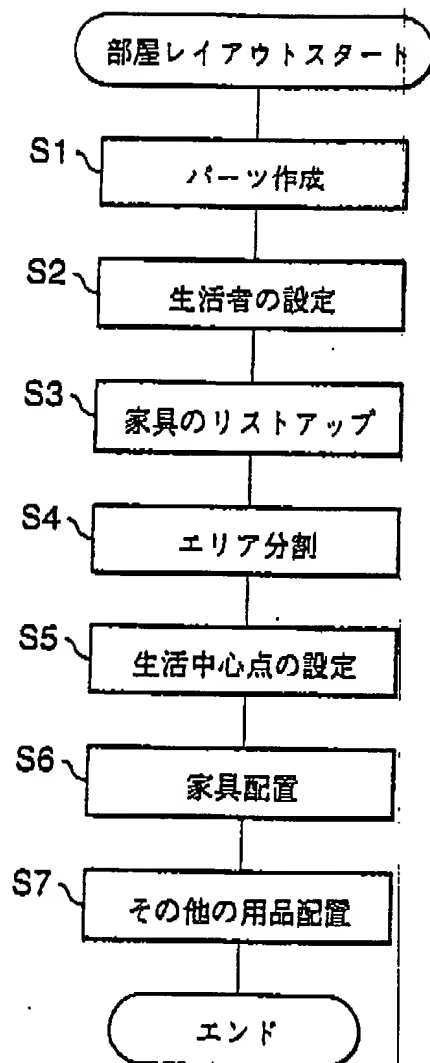 部屋レイアウトスタート
S1
パーツ作成
S2
生活者の設定
S3
家具のリストアップ
S4
エリア分割
S5
生活中心点の設定
S6
家具配置
S7
その他の用品配置
エンド